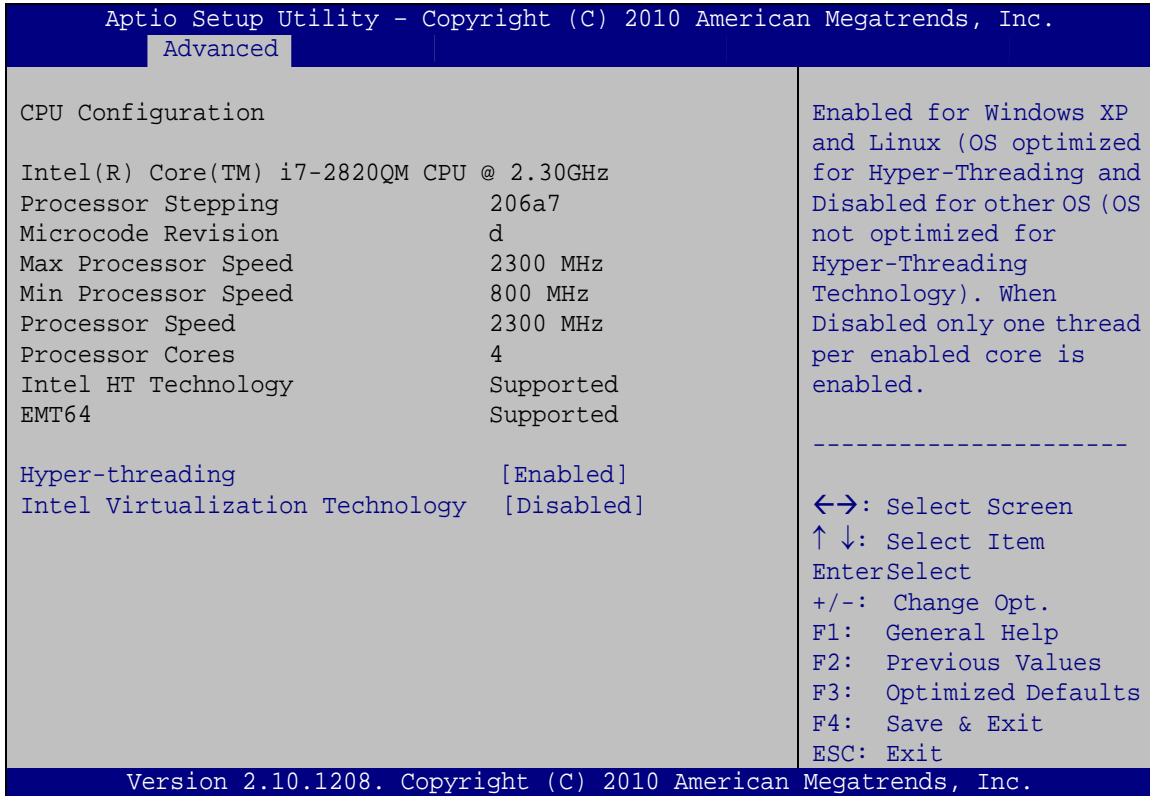 Aptio Setup Utility – Copyright (C) 2010 American Megatrends, Inc.
Advanced
CPU Configuration
Intel(R) Core(TM) i7-2820QM CPU @ 2.30GHz
Processor Stepping 206a7
Microcode Revision d
Max Processor Speed 2300 MHz
Min Processor Speed 800 MHz
Processor Speed 2300 MHz
Processor Cores 4
Intel HT Technology Supported
EMT64 Supported
Hyper-threading [Enabled]
Intel Virtualization Technology [Disabled]
Enabled for Windows XP
and Linux (OS optimized
for Hyper-Threading and
Disabled for other OS (OS
not optimized for
Hyper-Threading
Technology). When
Disabled only one thread
per enabled core is
enabled.
----------------------
←→: Select Screen
↑ ↓: Select Item
EnterSelect
+/-: Change Opt.
F1: General Help
F2: Previous Values
F3: Optimized Defaults
F4: Save & Exit
ESC: Exit
Version 2.10.1208. Copyright (C) 2010 American Megatrends, Inc.